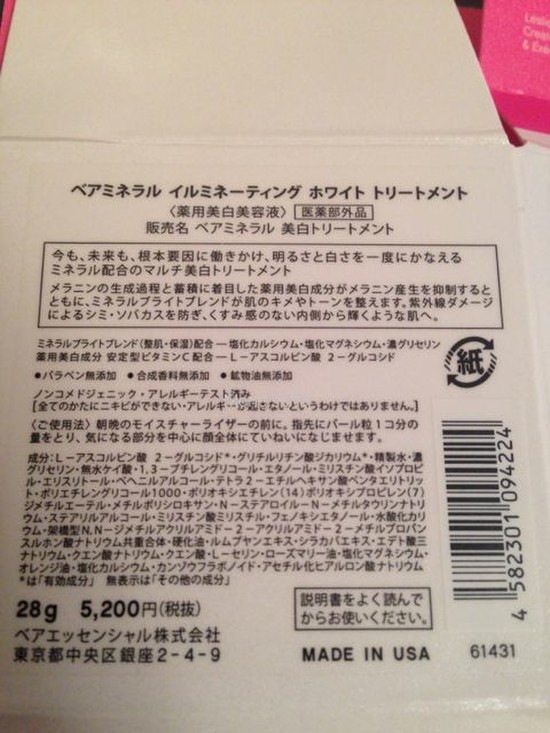 Leslie
Crea
& Exe
ベアミネラル イルミネーティング ホワイト トリートメント
〈薬用美白美容液〉 医薬部外品
販売名 ベアミネラル 美白トリートメント
今も、未来も、根本要因に働きかけ、明るさと白さを一度にかなえる
ミネラル配合のマルチ美白トリートメント
メラニンの生成過程と蓄積に着目した薬用美白成分がメラニン産生を抑制すると
ともに、ミネラルブライトブレンドが肌のキメやトーンを整えます。紫外線ダメージ
によるシミ・ソバカスを防ぎ、くすみ感のない内側から輝くような肌へ。
ミネラルブライトブレンド(整肌・保湿)配合―塩化カルシウム・塩化マグネシウム・濃グリセリン
薬用美白成分 安定型ビタミンC配合―L-アスコルビン酸 2-グルコシド
●パラベン無添加 ●合成香料無添加 ●鉱物油無添加
紙
ノンコメドジェニック・アレルギーテスト済み
[全てのかたにニキビができない・アレルギーが起きないというわけではありません。]
〈ご使用法〉朝晩のモイスチャーライザーの前に。指先にパール粒1コ分の
量をとり、気になる部分を中心に顔全体にていねいになじませます。
成分:L-アスコルビン酸 2-グルコシド*・グリチルリチン酸ジカリウム*・精製水・濃
グリセリン・無水ケイ酸・1,3-ブチレングリコール・エタノール・ミリスチン酸イソプロピ
ル・エリスリトール・ベヘニルアルコール・テトラ2-エチルヘキサン酸ペンタエリトリッ
ト・ポリエチレングリコール1000・ポリオキシエチレン(14)ポリオキシプロピレン(7)
ジメチルエーテル・メチルポリシロキサン・N-ステアロイル-N-メチルタウリンナトリ
ウム・ステアリルアルコール・ミリスチン酸ミリスチル・フェノキシエタノール・水酸化カリ
ウム・架橋型N,N-ジメチルアクリルアミド-2-アクリルアミド-2-メチルプロパン
スルホン酸ナトリウム共重合体・硬化油・ルムプヤンエキス・シラカバエキス・エデト酸三
ナトリウム・クエン酸ナトリウム・クエン酸・L-セリン・ローズマリー油・塩化マグネシウム・
オレンジ油・塩化カルシウム・カンゾウフラボノイド・アセチル化ヒアルロン酸ナトリウム
*は「有効成分」 無表示は「その他の成分」
28g 5,200円(税抜)
ベアエッセンシャル株式会社
東京都中央区銀座2-4-9
説明書をよく読んで
からお使いください。
MADE IN USA
61431
4 582301 094224